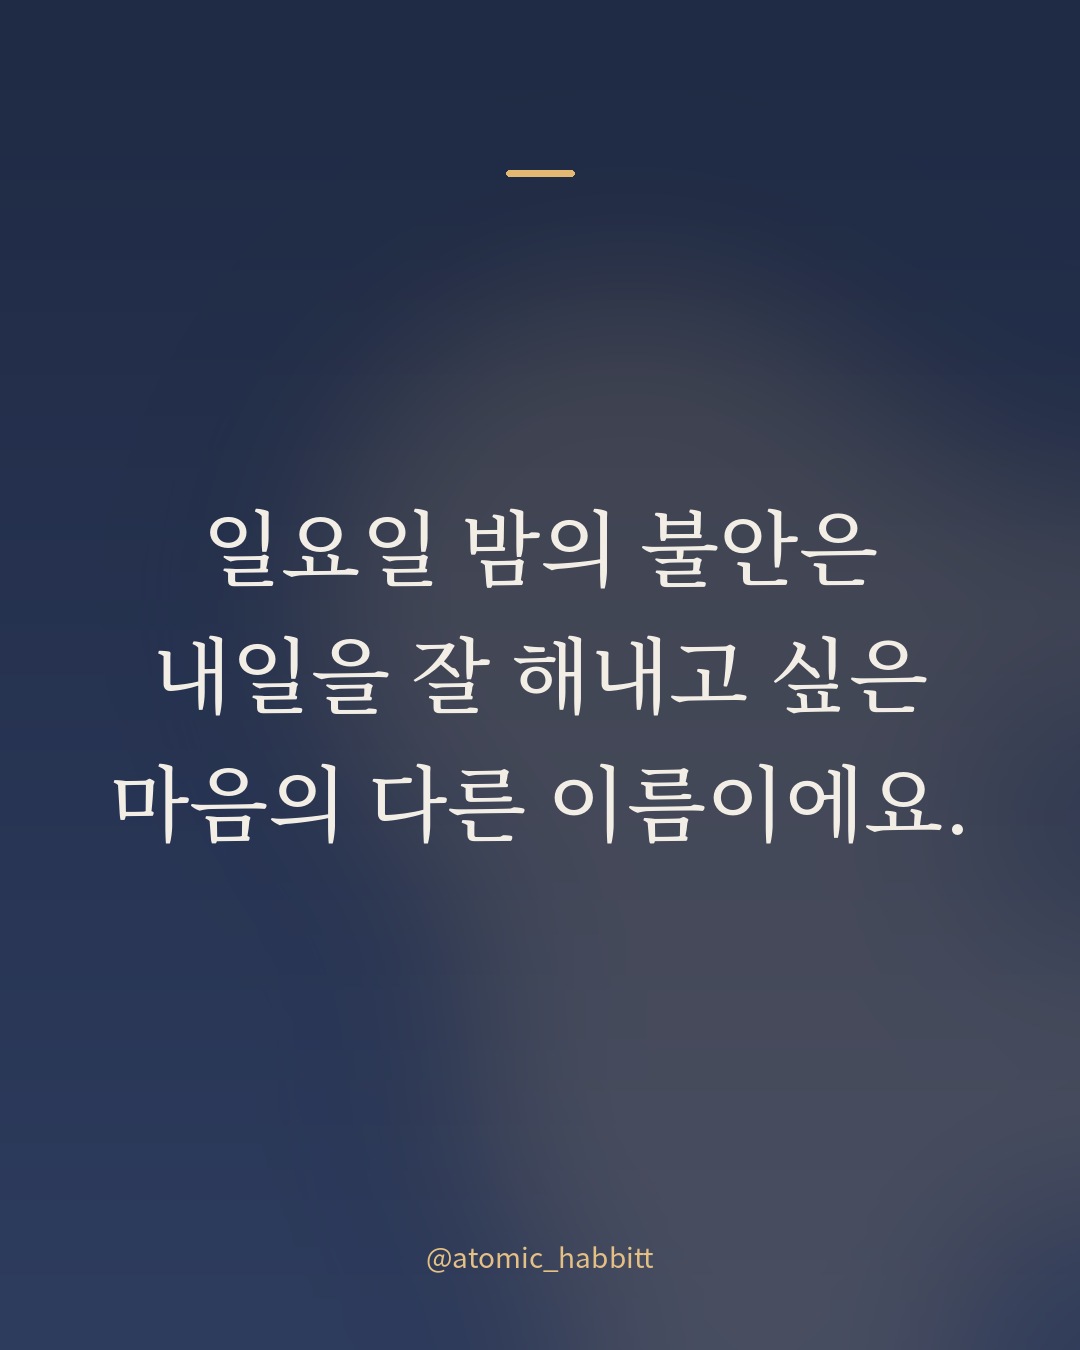 일요일 밤의 불안은
내일을 잘 해내고 싶은
마음의 다른 이름이에요.
@atomic_habbitt